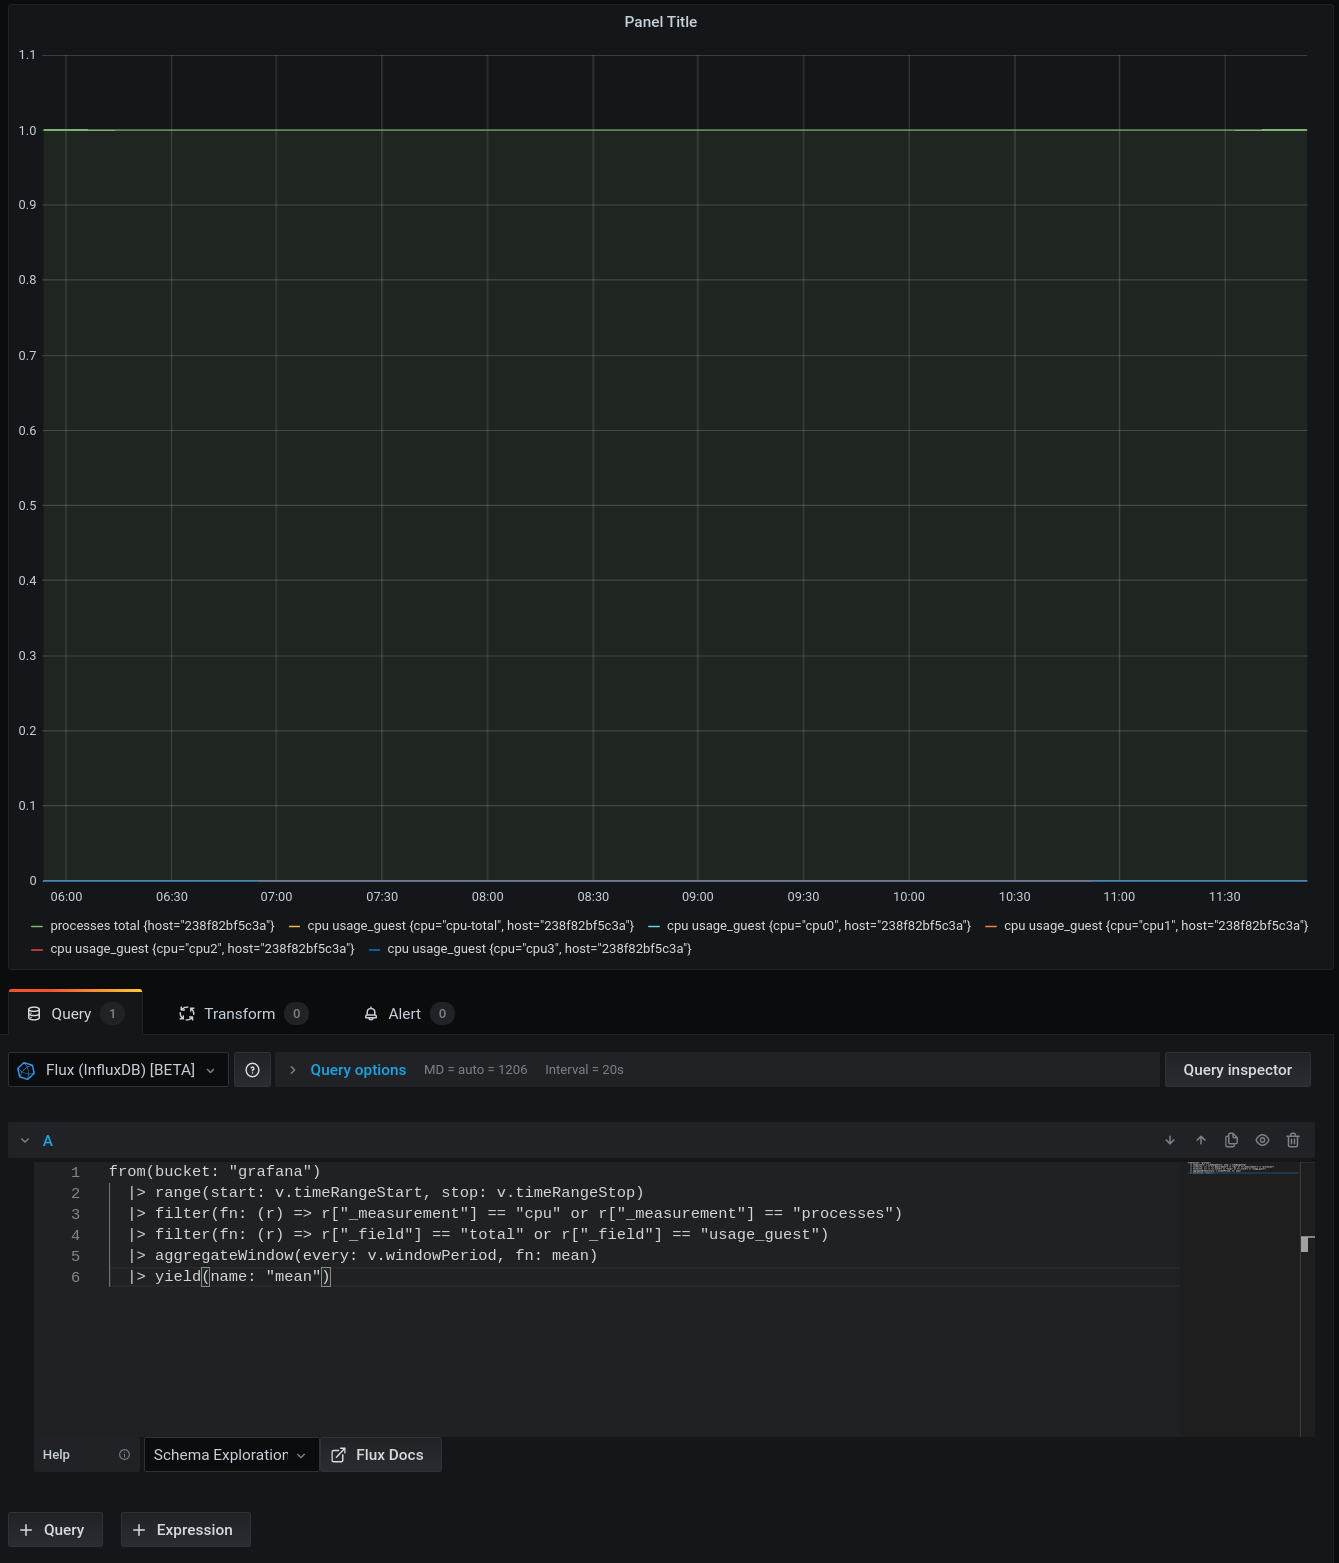 Panel Title
1.1
1.0
0.9
0.8
0.7
0.6
0.5
0.4
0.3
0.2
0.1
0
06:00 06:30 07:00 07:30 08:00 08:30 09:00 09:30 10:00 10:30 11:00 11:30
processes total {host="238f82bf5c3a"} cpu usage_guest {cpu="cpu-total", host="238f82bf5c3a"} cpu usage_guest {cpu="cpu0", host="238f82bf5c3a"} cpu usage_guest {cpu="cpu1", host="238f82bf5c3a"}
cpu usage_guest {cpu="cpu2", host="238f82bf5c3a"} cpu usage_guest {cpu="cpu3", host="238f82bf5c3a"}
Query 1 Transform 0 Alert 0
Flux (InfluxDB) [BETA] Query options MD = auto = 1206 Interval = 20s Query inspector
A
1 from(bucket: "grafana")
2 |> range(start: v.timeRangeStart, stop: v.timeRangeStop)
3 |> filter(fn: (r) => r["_measurement"] == "cpu" or r["_measurement"] == "processes")
4 |> filter(fn: (r) => r["_field"] == "total" or r["_field"] == "usage_guest")
5 |> aggregateWindow(every: v.windowPeriod, fn: mean)
6 |> yield(name: "mean")
Help Schema Exploration Flux Docs
+ Query + Expression